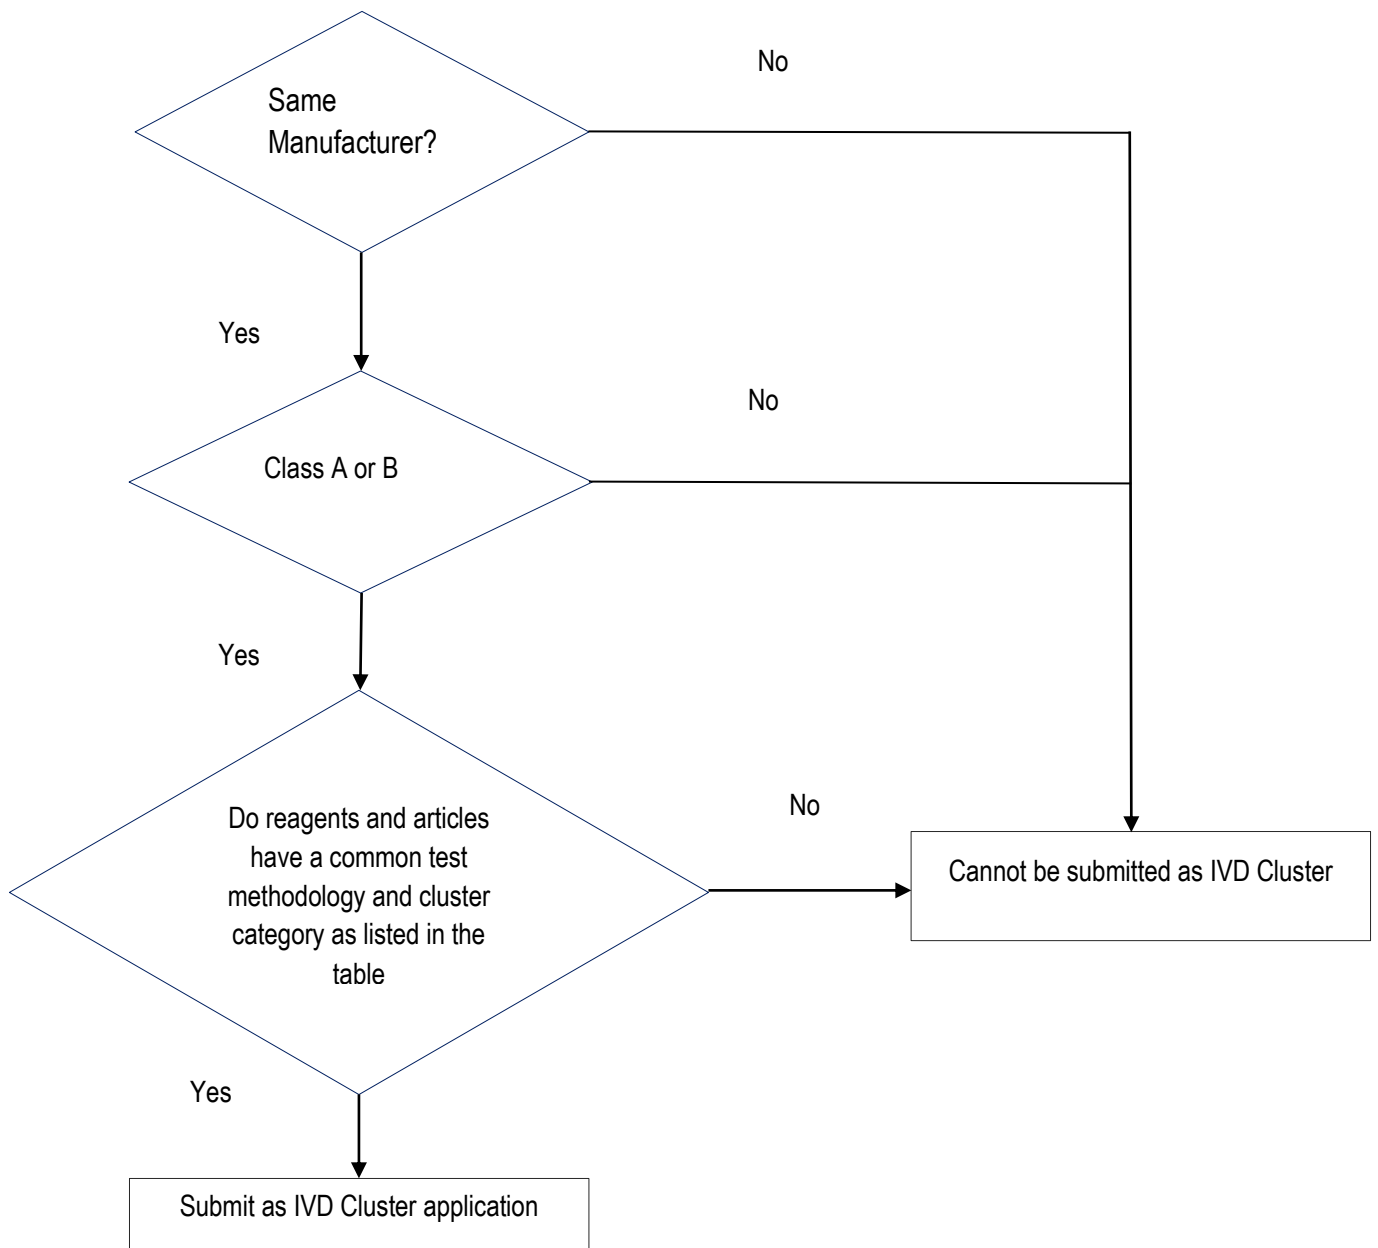 No
Same
Manufacturer?
Yes
No
Class A or B
Yes
Do reagents and articles
have a common test
methodology and cluster
category as listed in the
table
No
Cannot be submitted as IVD Cluster
Yes
Submit as IVD Cluster application